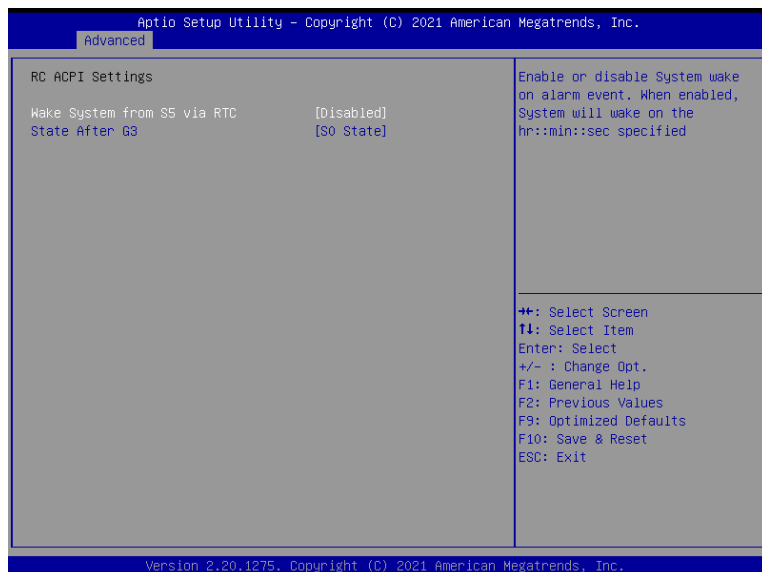 Aptio Setup Utility – Copyright (C) 2021 American Megatrends, Inc.
Advanced
RC ACPI Settings
Wake System from S5 via RTC [Disabled]
State After G3 [S0 State]
Enable or disable System wake
on alarm event. When enabled,
System will wake on the
hr::min::sec specified
→←: Select Screen
↑↓: Select Item
Enter: Select
+/- : Change Opt.
F1: General Help
F2: Previous Values
F9: Optimized Defaults
F10: Save & Reset
ESC: Exit
Version 2.20.1275. Copyright (C) 2021 American Megatrends, Inc.